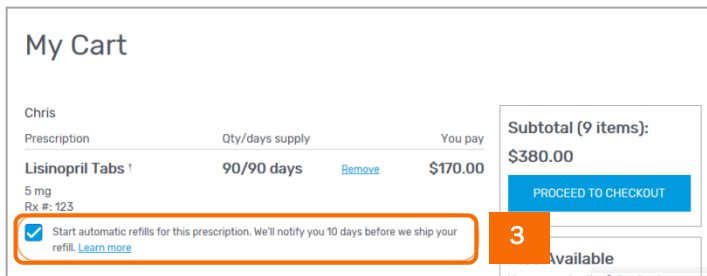 My Cart
Chris
Prescription Qty/days supply You pay
Lisinopril Tabs † 90/90 days Remove $170.00
5 mg
Rx #: 123
Start automatic refills for this prescription. We'll notify you 10 days before we ship your
refill. Learn more
3
Subtotal (9 items):
$380.00
PROCEED TO CHECKOUT
Available